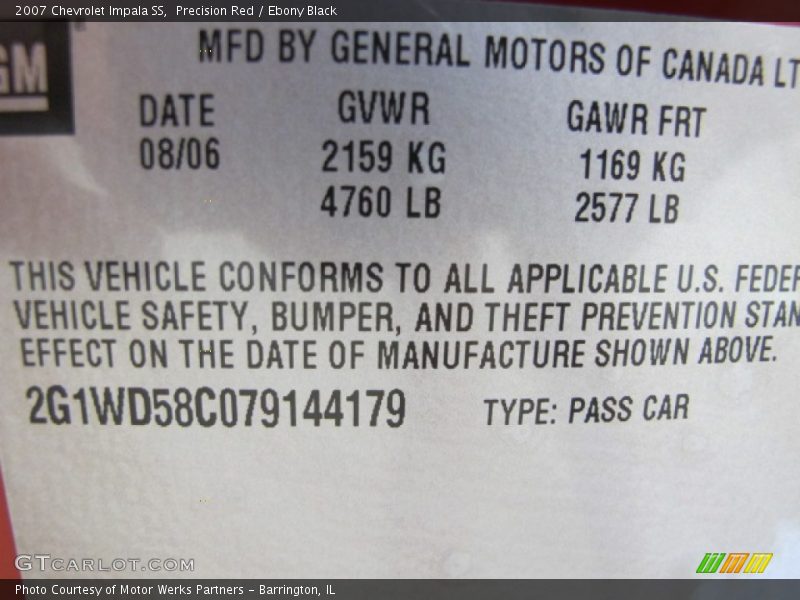 2007 Chevrolet Impala SS,  Precision Red / Ebony Black
GM
MFD BY GENERAL MOTORS OF CANADA LT
DATE GVWR GAWR FRT
08/06 2159 KG 1169 KG
4760 LB 2577 LB
THIS VEHICLE CONFORMS TO ALL APPLICABLE U.S. FEDER
VEHICLE SAFETY, BUMPER, AND THEFT PREVENTION STAN
EFFECT ON THE DATE OF MANUFACTURE SHOWN ABOVE.
2G1WD58C079144179 TYPE: PASS CAR
GTCARLOT.COM
Photo Courtesy of Motor Werks Partners - Barrington, IL